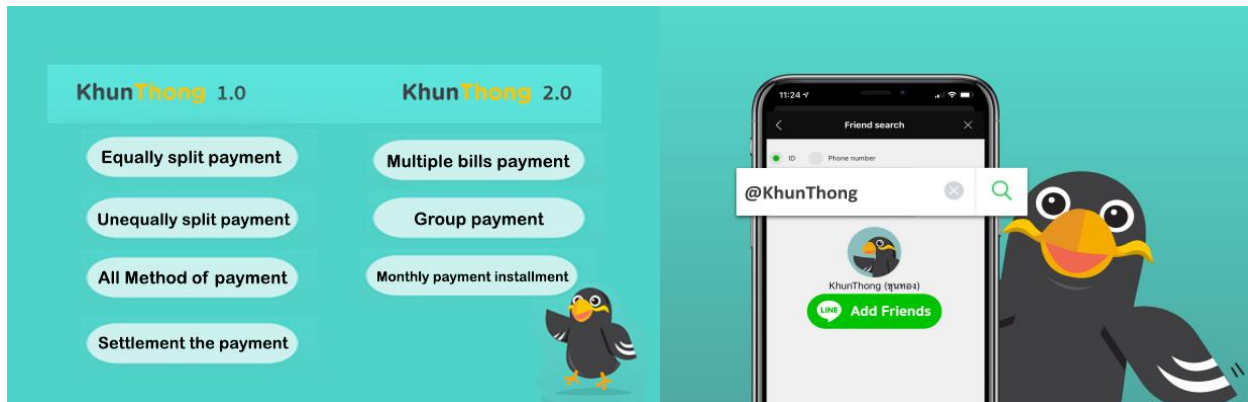 KhunThong 1.0
Equally split payment
Unequally split payment
All Method of payment
Settlement the payment
KhunThong 2.0
Multiple bills payment
Group payment
Monthly payment installment
11:24
Friend search
ID Phone number
@KhunThong
KhunThong (ขุนทอง)
LINE Add Friends